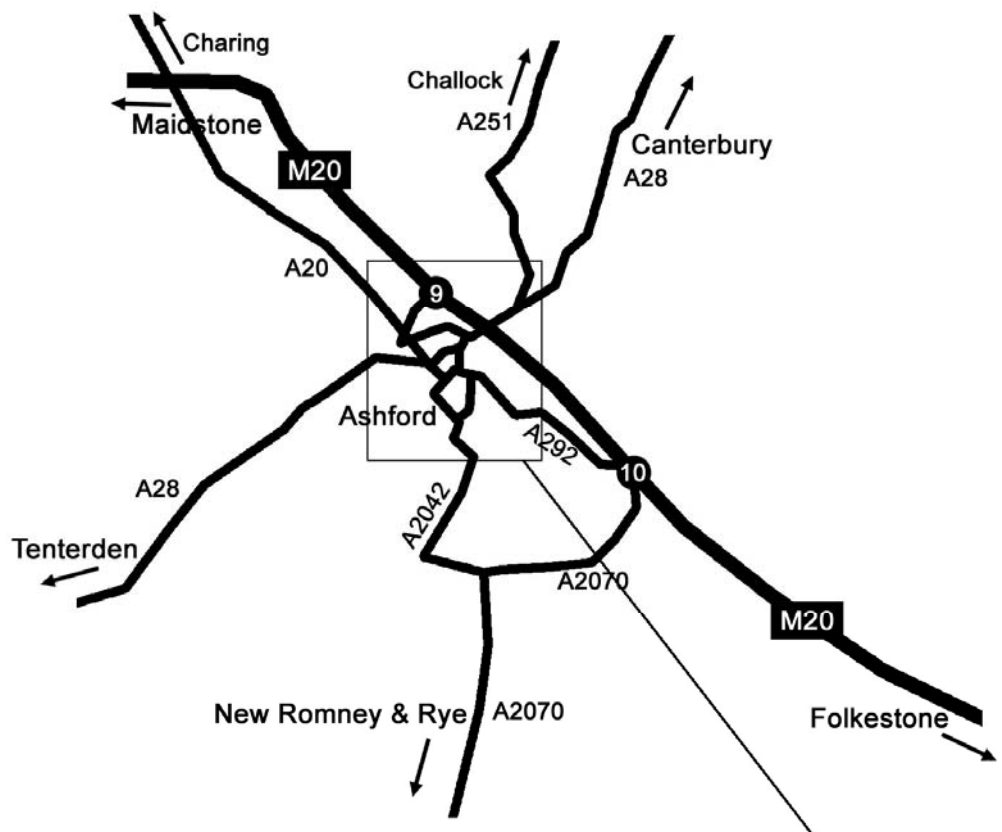 Charing
Challock
Maidstone
A251
Canterbury
M20
A28
A20
9
Ashford
A292
10
A28
A2042
Tenterden
A2070
M20
New Romney & Rye
A2070
Folkestone